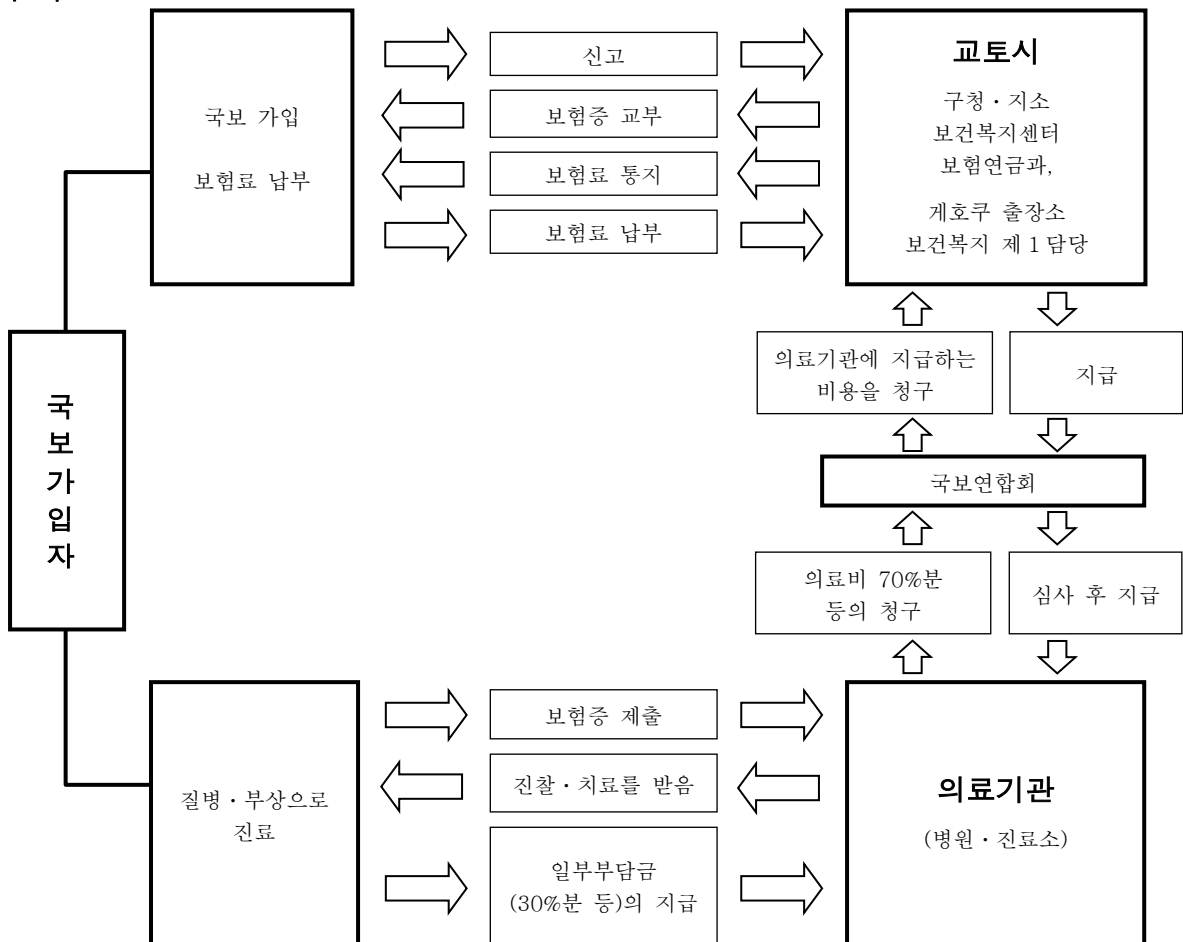 국보 가입
보험료 납부
신고
보험증 교부
보험료 통지
보험료 납부
교토시
구청・지소
보건복지센터
보험연금과,
게호쿠 출장소
보건복지 제 1 담당
의료기관에 지급하는
비용을 청구
지급
국보연합회
의료비 70%분
등의 청구
심사 후 지급
국
보
가
입
자
질병・부상으로
진료
보험증 제출
진찰・치료를 받음
일부부담금
(30%분 등)의 지급
의료기관
(병원・진료소)